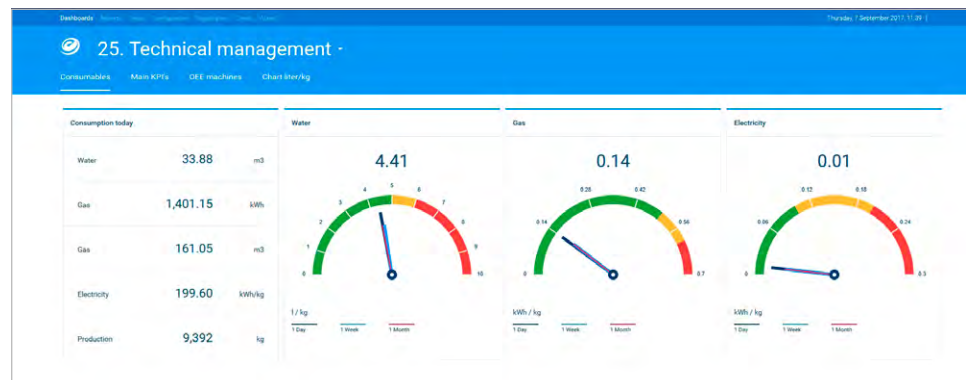 Dashboards
Thursday, 7 September 2017, 11:39
25. Technical management
Consumables Main KPI's OEE machines Chart liter/kg
Consumption today
Water 33.88 m3
Gas 1,401.15 kWh
Gas 161.05 m3
Electricity 199.60 kWh/kg
Production 9,392 kg
Water
4.41
0 1 2 3 4 5 6 7 8 9 10
l / kg
1 Day 1 Week 1 Month
Gas
0.14
0 0.14 0.28 0.42 0.56 0.7
kWh / kg
1 Day 1 Week 1 Month
Electricity
0.01
0 0.06 0.12 0.18 0.24 0.3
kWh / kg
1 Day 1 Week 1 Month